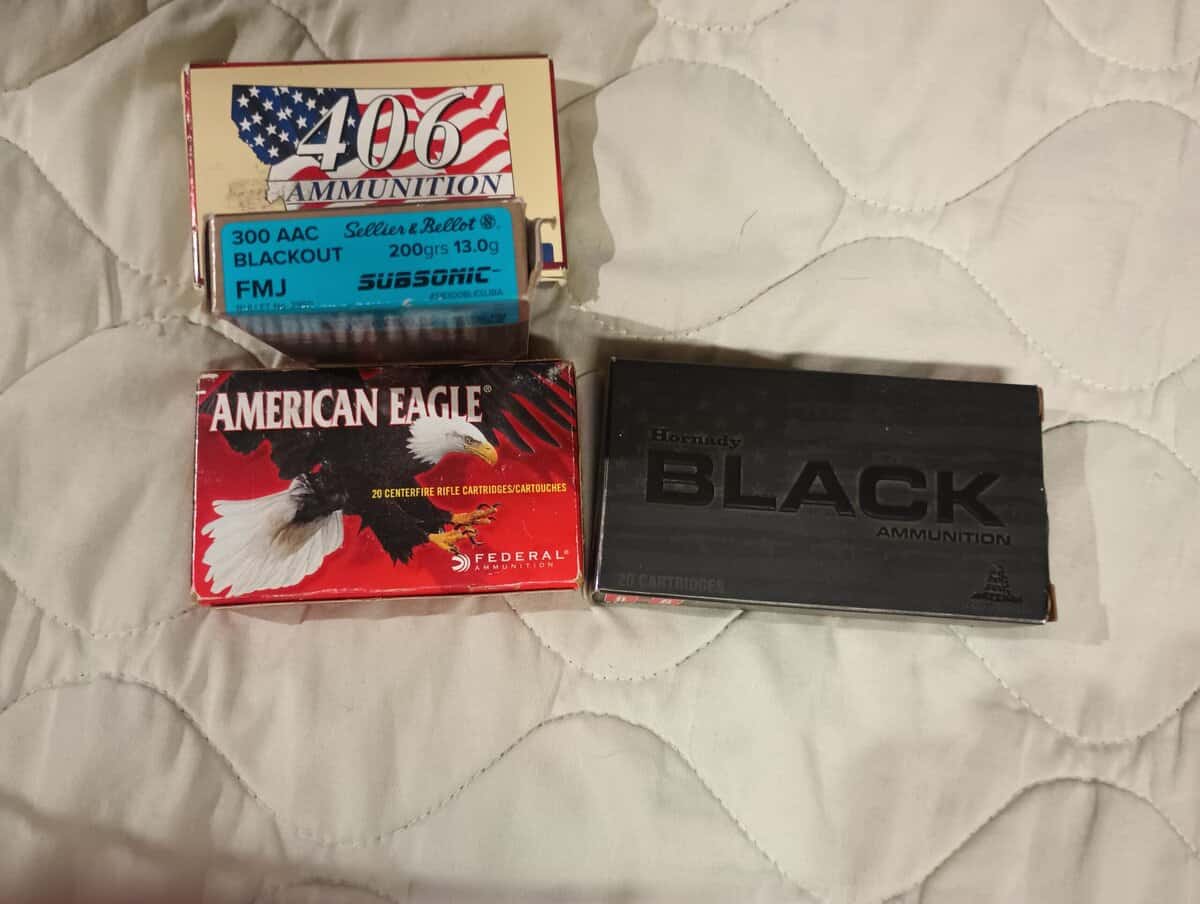 406
AMMUNITION
300 AAC
BLACKOUT
FMJ
Sellier & Bellot
200grs 13.0g
SUBSONIC
AMERICAN EAGLE®
20 CENTERFIRE RIFLE CARTRIDGES/CARTOUCHES
FEDERAL®
AMMUNITION
Hornady
BLACK
AMMUNITION
20 CARTRIDGES